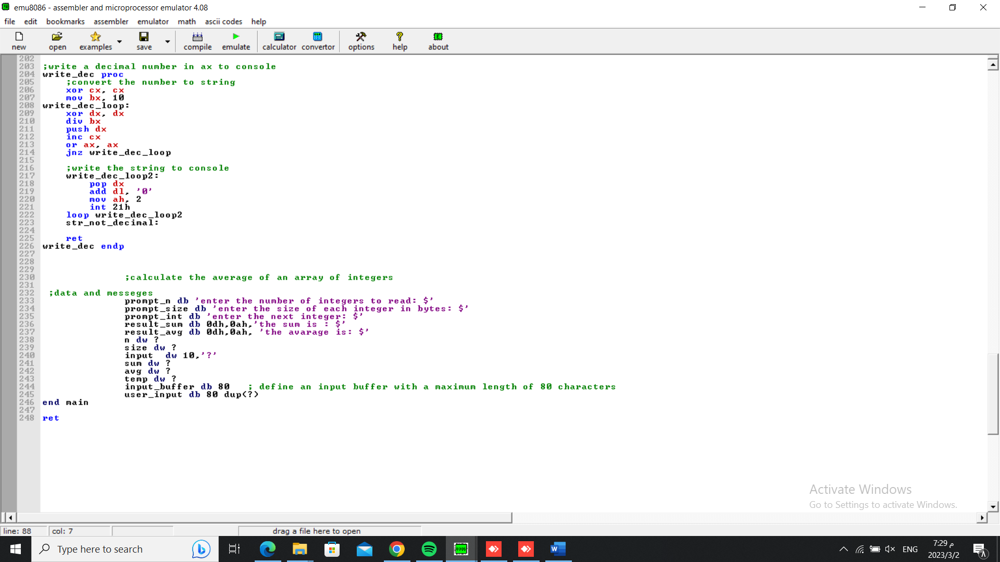 emu8086 - assembler and microprocessor emulator 4.08
file edit bookmarks assembler emulator math ascii codes help
new open examples save compile emulate calculator convertor options help about
202
203 ;write a decimal number in ax to console
204 write_dec proc
205 ;convert the number to string
206 xor cx, cx
207 mov bx, 10
208 write_dec_loop:
209 xor dx, dx
210 div bx
211 push dx
212 inc cx
213 or ax, ax
214 jnz write_dec_loop
215
216 ;write the string to console
217 write_dec_loop2:
218 pop dx
219 add dl, '0'
220 mov ah, 2
221 int 21h
222 loop write_dec_loop2
223 str_not_decimal:
224
225 ret
226 write_dec endp
227
228
229
230 ;calculate the average of an array of integers
231
232 ;data and messeges
233 prompt_n db 'enter the number of integers to read: $'
234 prompt_size db 'enter the size of each integer in bytes: $'
235 prompt_int db 'enter the next integer: $'
236 result_sum db 0dh,0ah,'the sum is : $'
237 result_avg db 0dh,0ah, 'the avarage is: $'
238 n dw ?
239 size dw ?
240 input dw 10,'?'
241 sum dw ?
242 avg dw ?
243 temp dw ?
244 input_buffer db 80 ; define an input buffer with a maximum length of 80 characters
245 user_input db 80 dup(?)
246 end main
247
248 ret
Activate Windows
Go to Settings to activate Windows.
line: 88 col: 7 drag a file here to open
Type here to search
8086
W
ENG
7:29 م
2023/3/2
٨